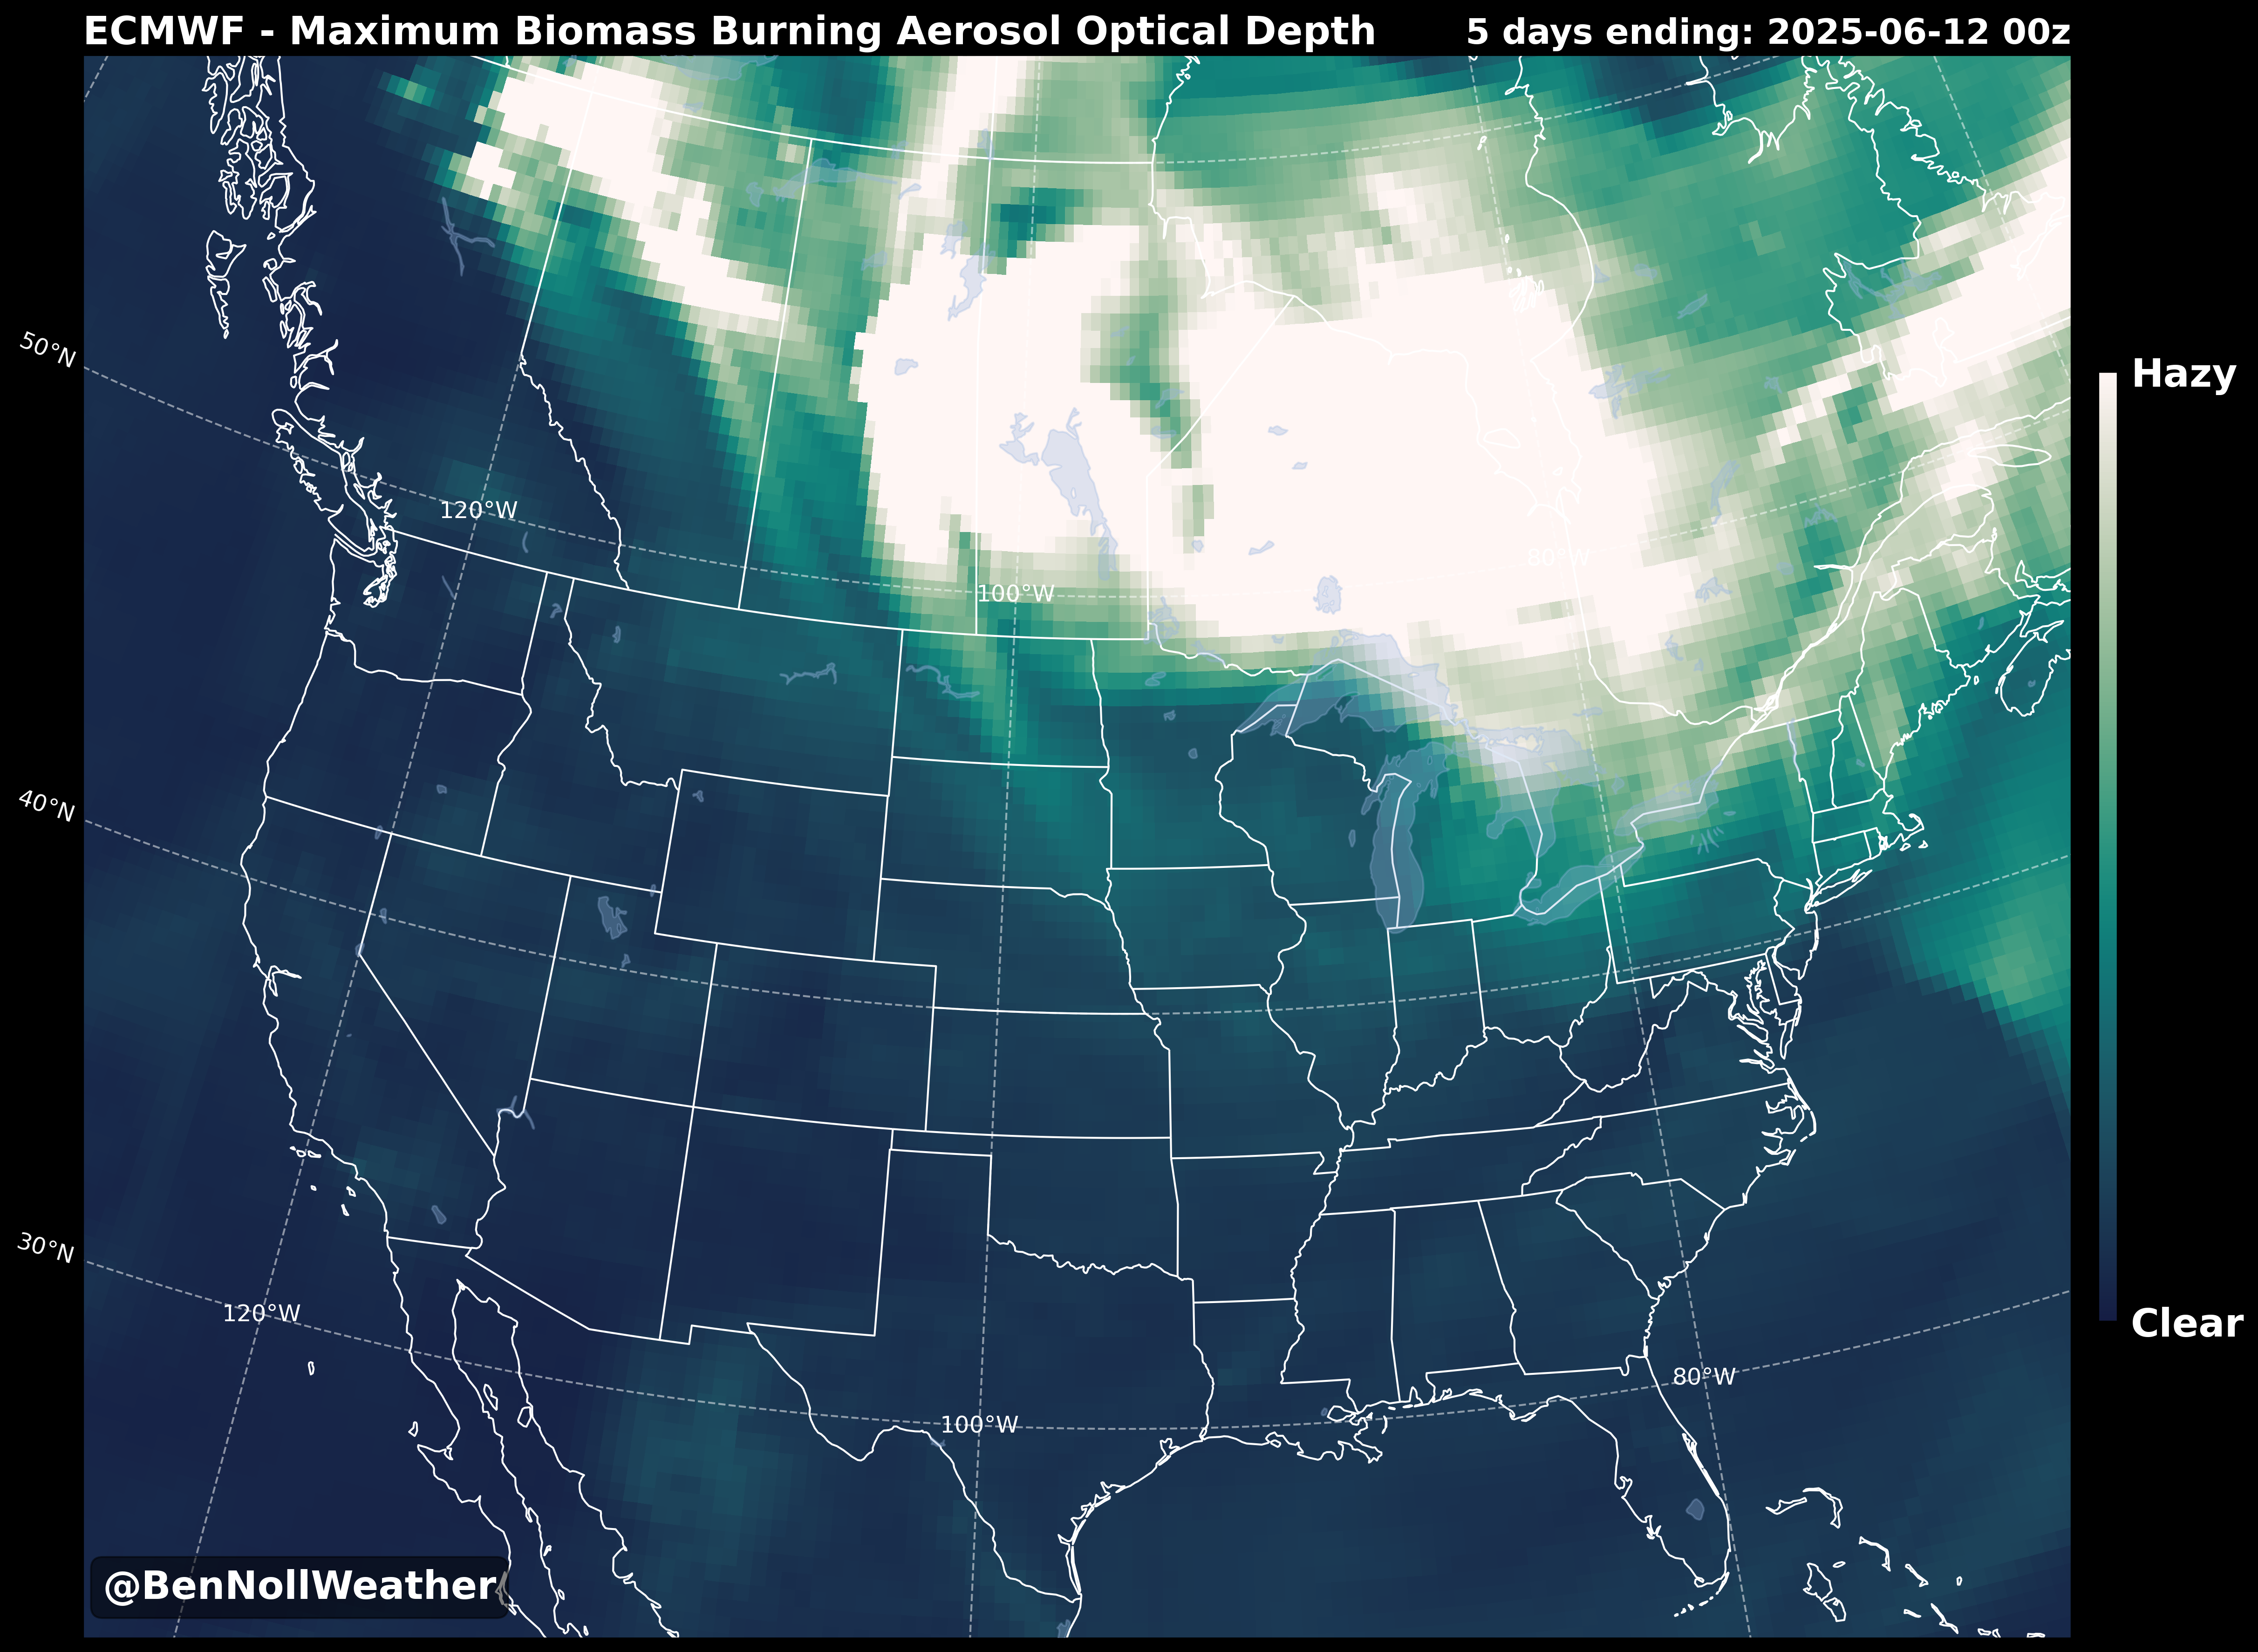 ECMWF - Maximum Biomass Burning Aerosol Optical Depth
5 days ending: 2025-06-12 00z
50°N
Hazy
120°W
80°W
100°W
40°N
30°N
120°W
Clear
80°W
100°W
@BenNollWeather